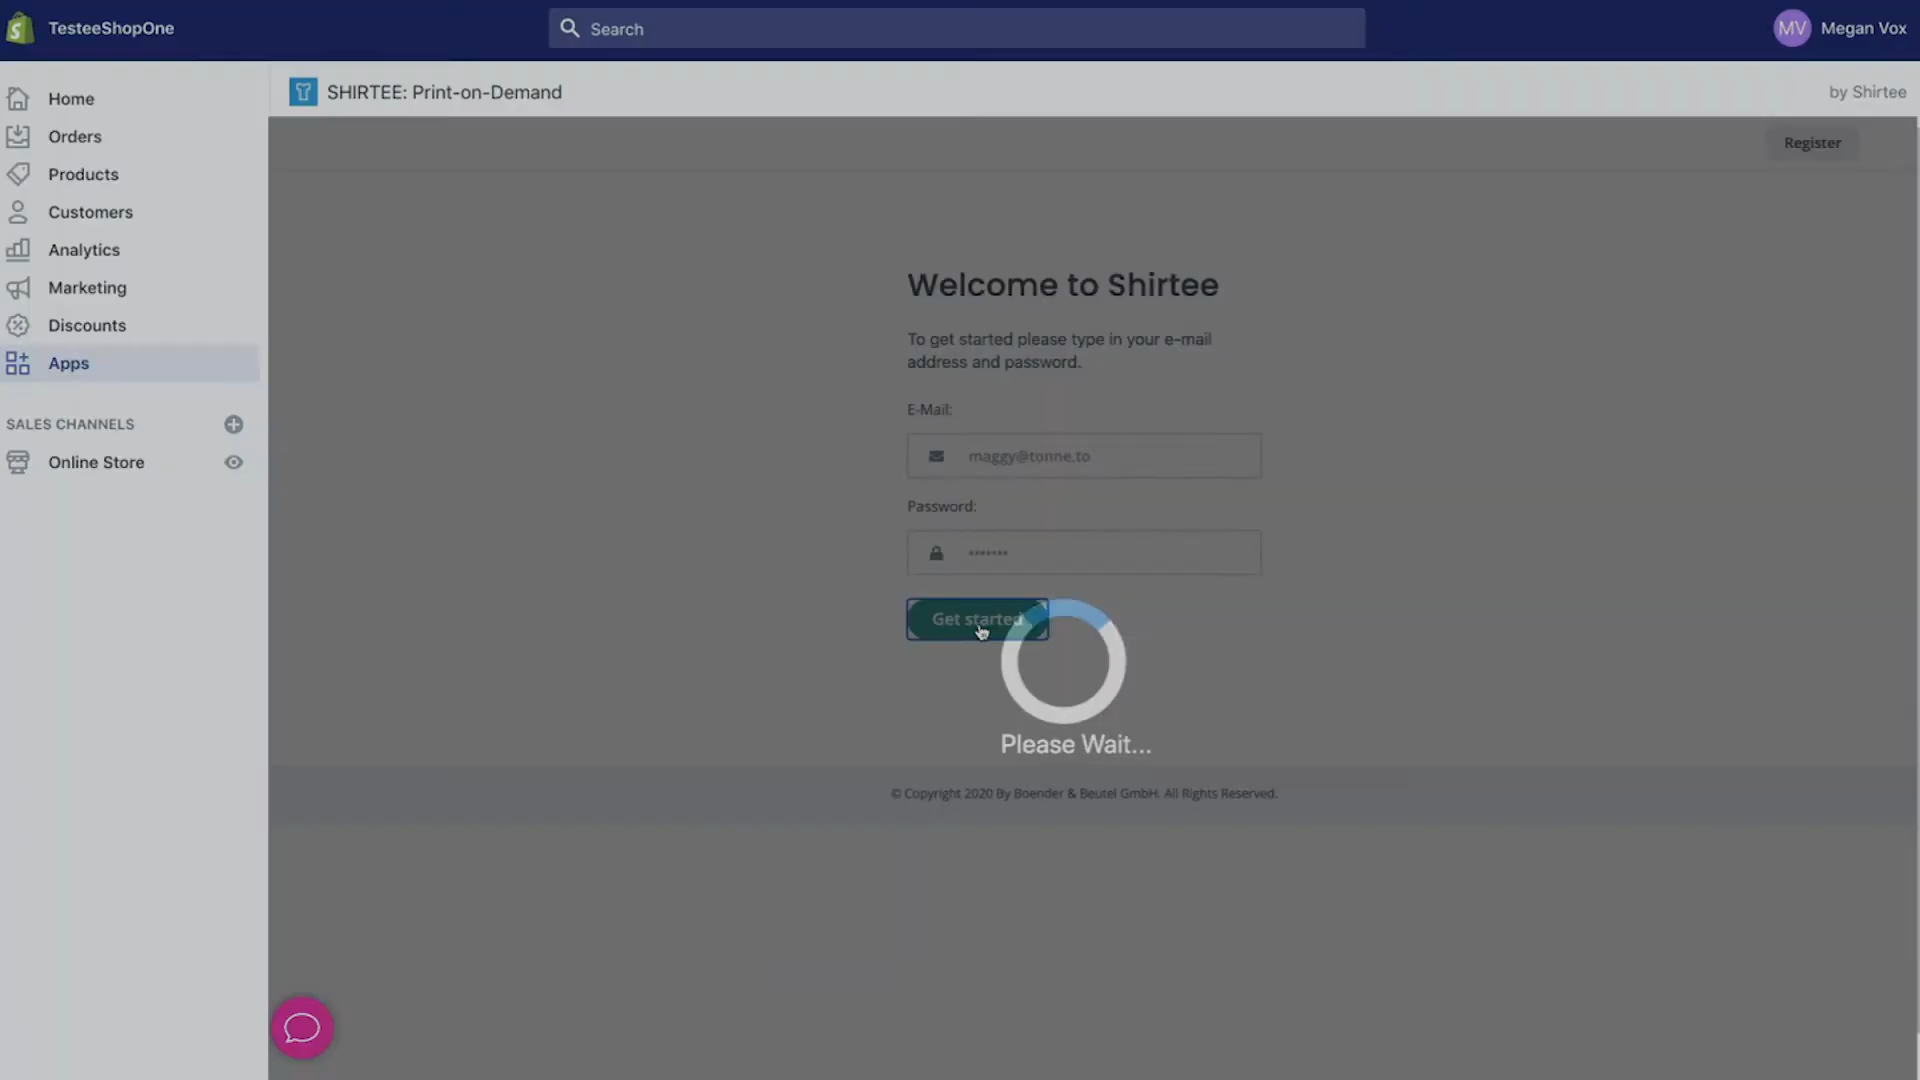 TesteeShopOne
Search
MV Megan Vox
Home
Orders
Products
Customers
Analytics
Marketing
Discounts
Apps
SALES CHANNELS
Online Store
SHIRTEE: Print-on-Demand
by Shirtee
Register
Welcome to Shirtee
To get started please type in your e-mail
address and password.
E-Mail:
maggy@tonne.to
Password:
•••••••
Get started
Please Wait...
© Copyright 2020 By Boender & Beutel GmbH. All Rights Reserved.